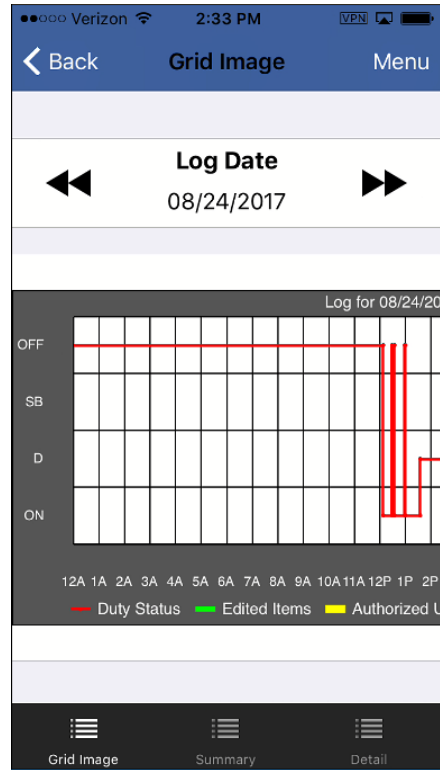 Verizon 2:33 PM VPN
Back Grid Image Menu
Log Date
08/24/2017
Log for 08/24/20
OFF
SB
D
ON
12A 1A 2A 3A 4A 5A 6A 7A 8A 9A 10A 11A 12P 1P 2P
Duty Status Edited Items Authorized U
Grid Image Summary Detail